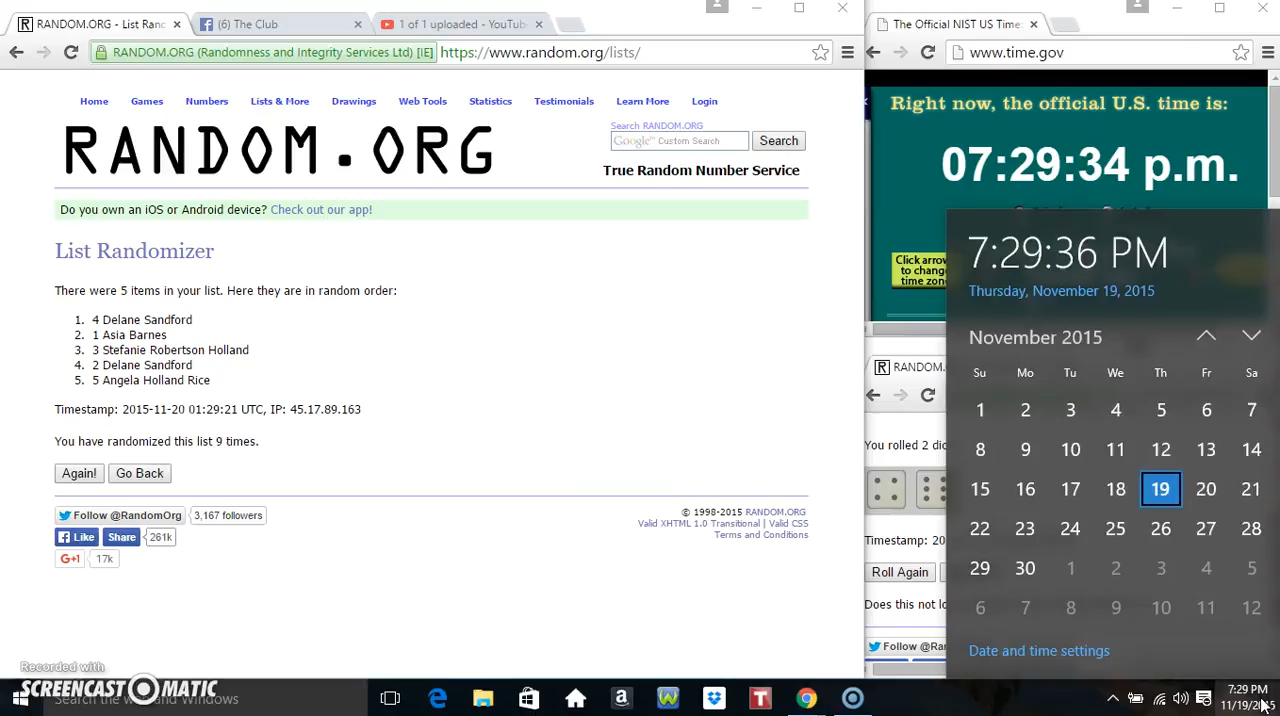 RANDOM.ORG - List Rand
(6) The Club
1 of 1 uploaded - YouTub
RANDOM.ORG (Randomness and Integrity Services Ltd) [IE]
https://www.random.org/lists/
Home Games Numbers Lists & More Drawings Web Tools Statistics Testimonials Learn More Login
RANDOM.ORG
Search RANDOM.ORG
Google™ Custom Search
Search
True Random Number Service
Do you own an iOS or Android device? Check out our app!
List Randomizer
There were 5 items in your list. Here they are in random order:
1. 4 Delane Sandford
2. 1 Asia Barnes
3. 3 Stefanie Robertson Holland
4. 2 Delane Sandford
5. 5 Angela Holland Rice
Timestamp: 2015-11-20 01:29:21 UTC, IP: 45.17.89.163
You have randomized this list 9 times.
Again! Go Back
Follow @RandomOrg 3,167 followers
Like Share 261k
G+1 17k
© 1998-2015 RANDOM.ORG
Valid XHTML 1.0 Transitional | Valid CSS
Terms and Conditions
The Official NIST US Time:
www.time.gov
Right now, the official U.S. time is:
07:29:34 p.m.
Click arrow
to change
time zon
RANDOM.
You rolled 2 dic
Timestamp: 20
Roll Again
Does this not lo
Follow @Ran
7:29:36 PM
Thursday, November 19, 2015
November 2015
Su Mo Tu We Th Fr Sa
1 2 3 4 5 6 7
8 9 10 11 12 13 14
15 16 17 18 19 20 21
22 23 24 25 26 27 28
29 30 1 2 3 4 5
6 7 8 9 10 11 12
Date and time settings
Recorded with
SCREENCAST MATIC
Search the web and Windows
7:29 PM
11/19/2015